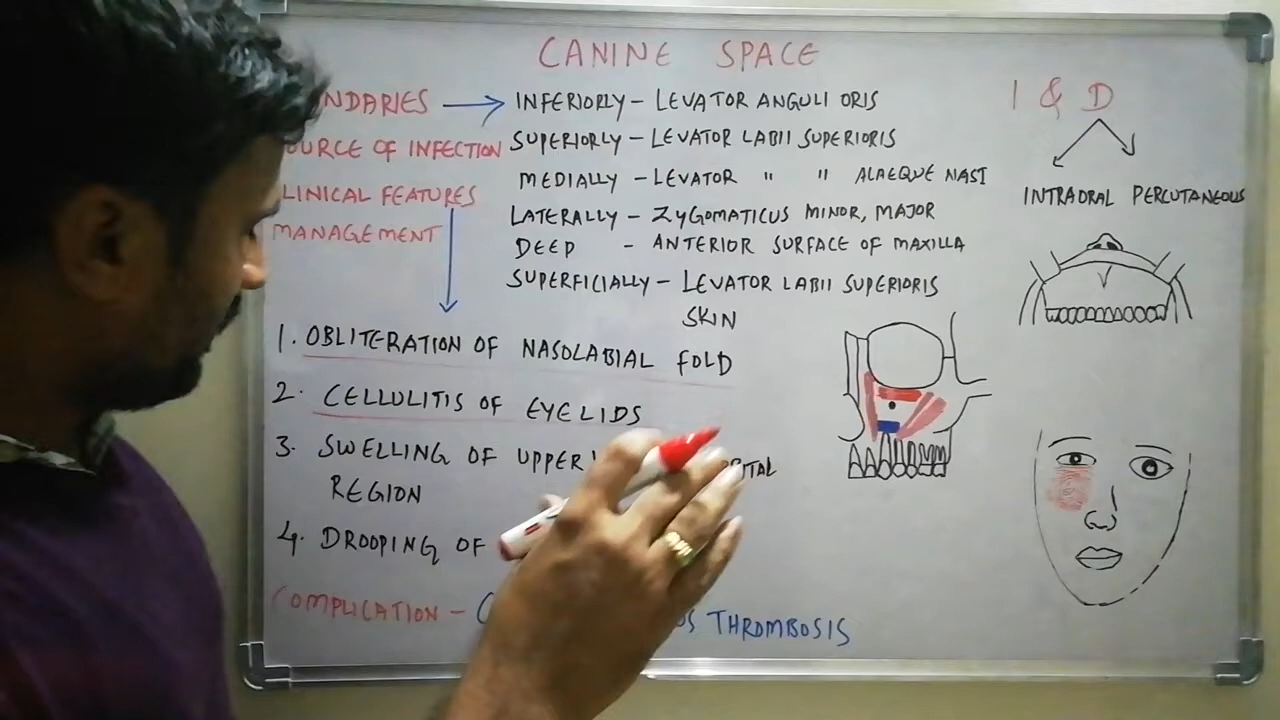 CANINE SPACE
NDARIES → INFERIORLY – LEVATOR ANGULI ORIS
OURCE OF INFECTION SUPERIORLY – LEVATOR LABII SUPERIORIS
LINICAL FEATURES MEDIALLY – LEVATOR " " ALAEQUE NASI
MANAGEMENT LATERALLY – ZYGOMATICUS MINOR, MAJOR
DEEP – ANTERIOR SURFACE OF MAXILLA
SUPERFICIALLY – LEVATOR LABII SUPERIORIS
SKIN
1. OBLITERATION OF NASOLABIAL FOLD
2. CELLULITIS OF EYELIDS
3. SWELLING OF UPPER
REGION
4. DROOPING OF
COMPLICATION – THROMBOSIS
I & D
INTRAORAL PERCUTANEOUS